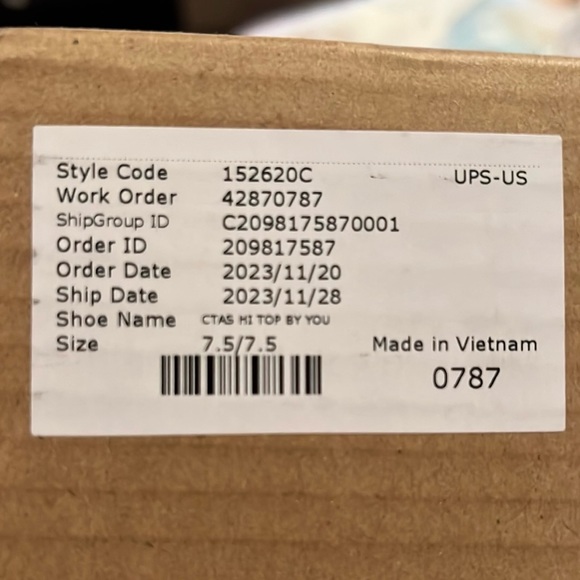 Style Code 152620C UPS-US
Work Order 42870787
ShipGroup ID C2098175870001
Order ID 209817587
Order Date 2023/11/20
Ship Date 2023/11/28
Shoe Name CTAS HI TOP BY YOU
Size 7.5/7.5 Made in Vietnam
0787